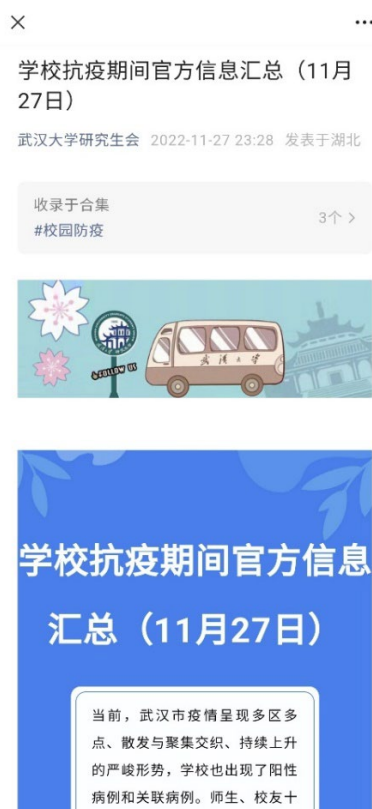 学校抗疫期间官方信息汇总（11月
27日）
武汉大学研究生会 2022-11-27 23:28 发表于湖北
收录于合集
#校园防疫
3个
FOLLOW US
武汉大学
学校抗疫期间官方信息
汇总（11月27日）
当前，武汉市疫情呈现多区多
点、散发与聚集交织、持续上升
的严峻形势，学校也出现了阳性
病例和关联病例。师生、校友十